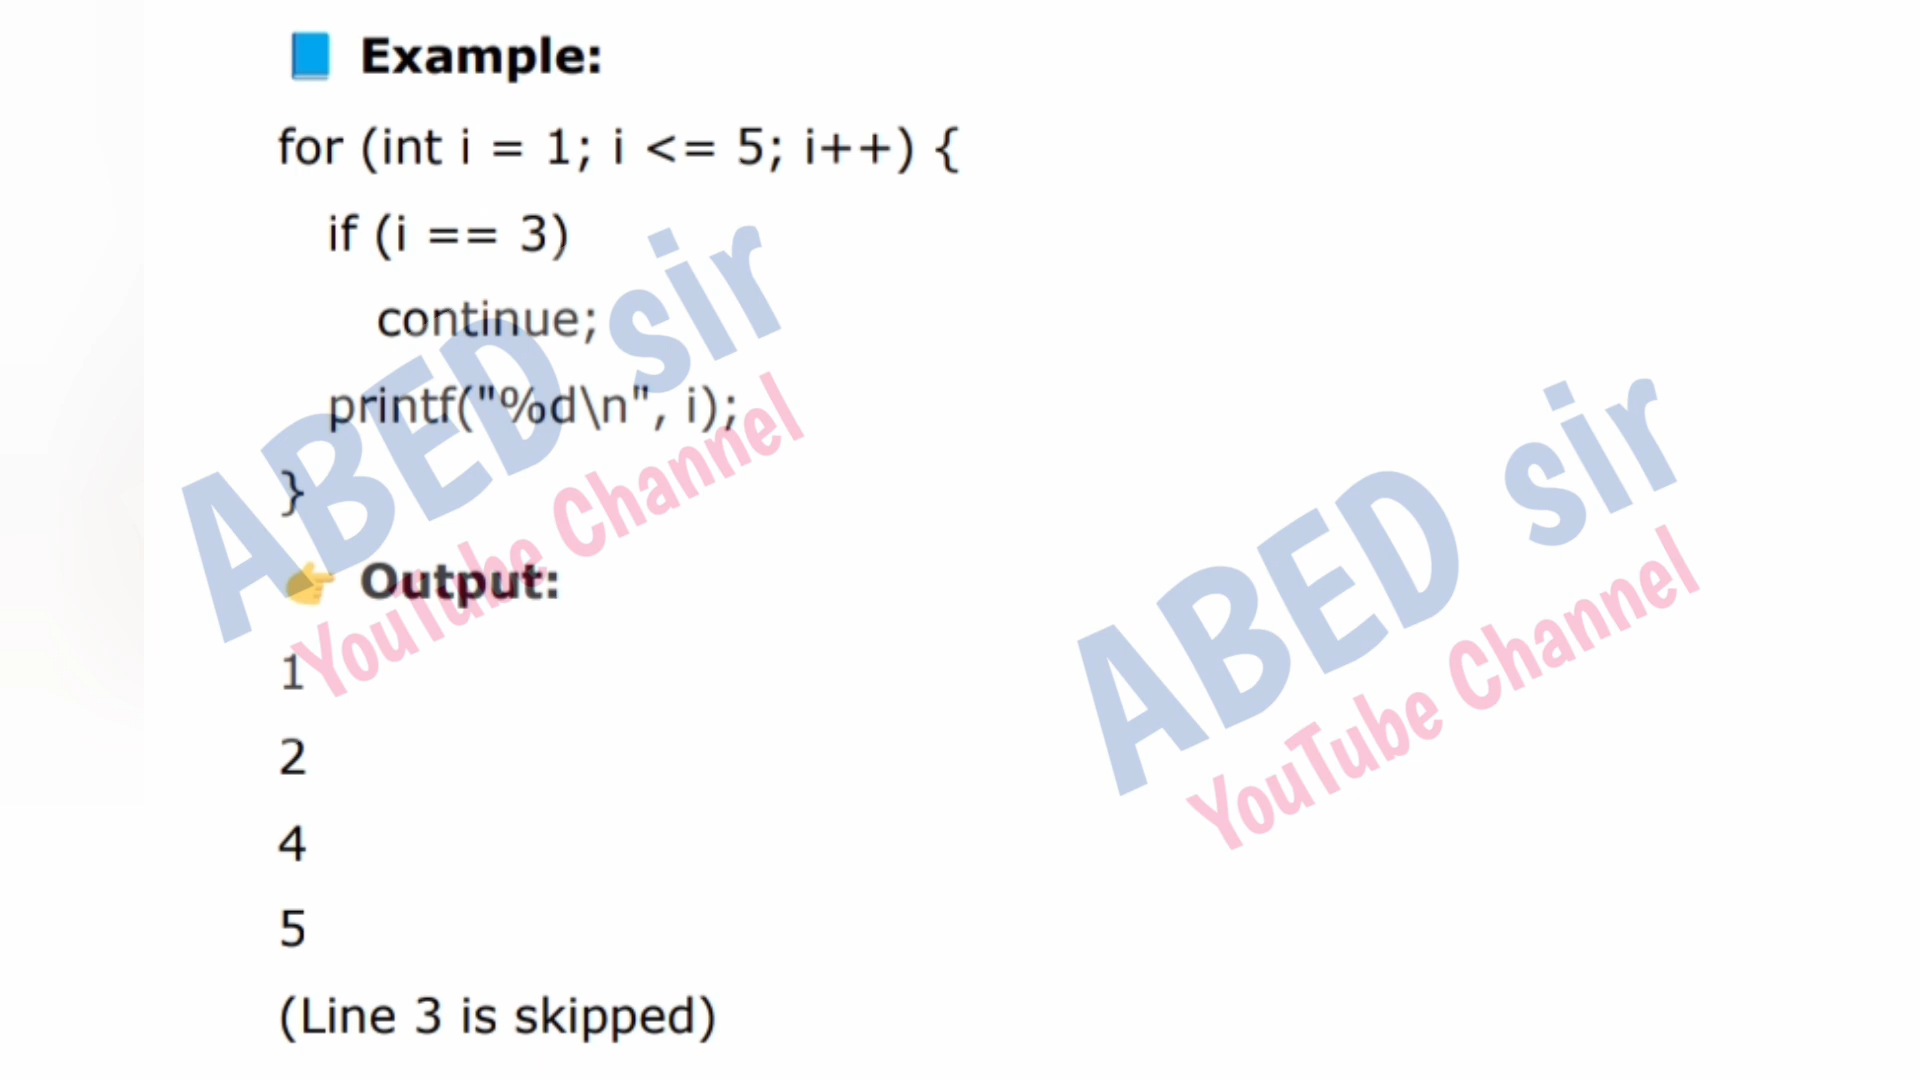 📘 Example:
for (int i = 1; i <= 5; i++) {
if (i == 3)
continue;
printf("%d\n", i);
}
👉 Output:
1
2
4
5
(Line 3 is skipped)
ABED sir
YouTube Channel
ABED sir
YouTube Channel